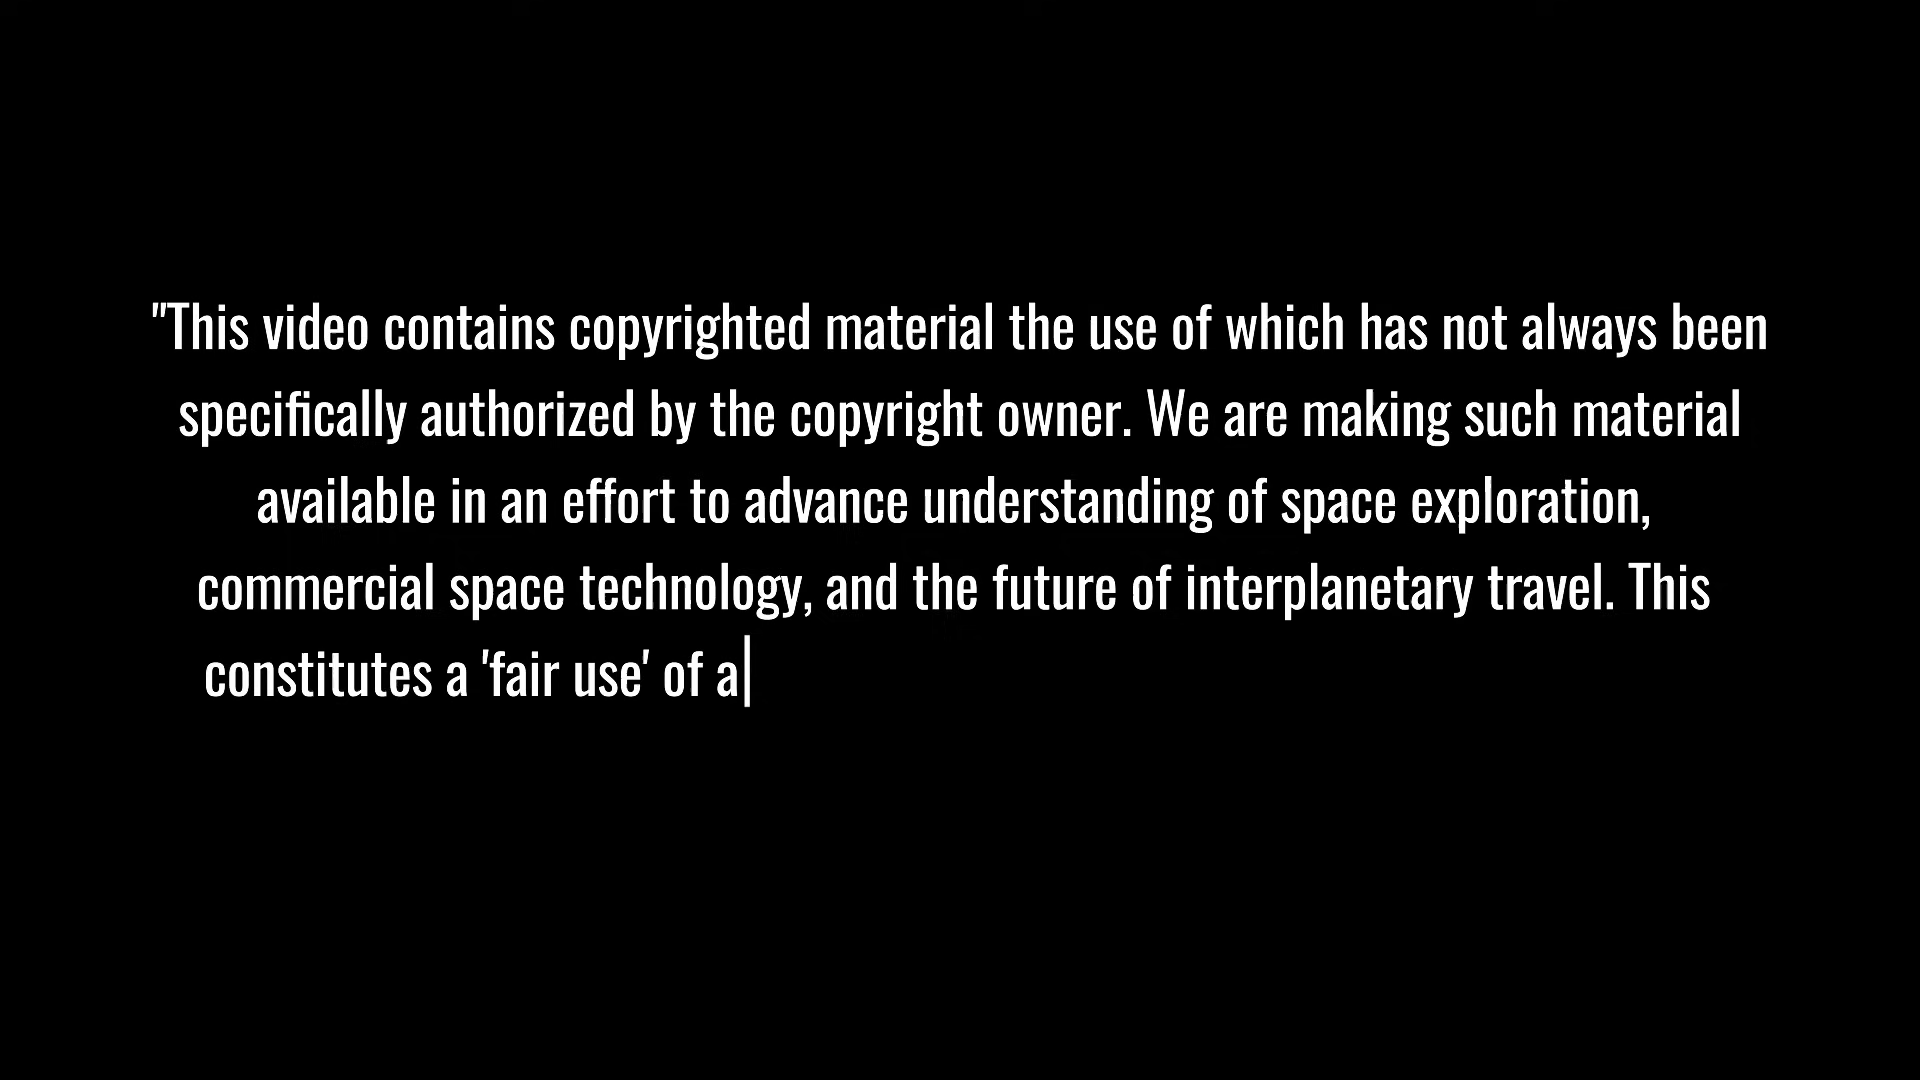 "This video contains copyrighted material the use of which has not always been
specifically authorized by the copyright owner. We are making such material
available in an effort to advance understanding of space exploration,
commercial space technology, and the future of interplanetary travel. This
constitutes a 'fair use' of a